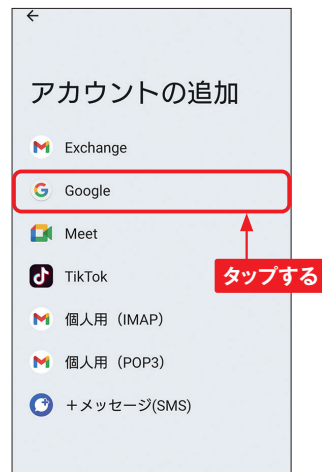 アカウントの追加
Exchange
Google
Meet
TikTok
タップする
個人用（IMAP）
個人用（POP3）
＋メッセージ(SMS)